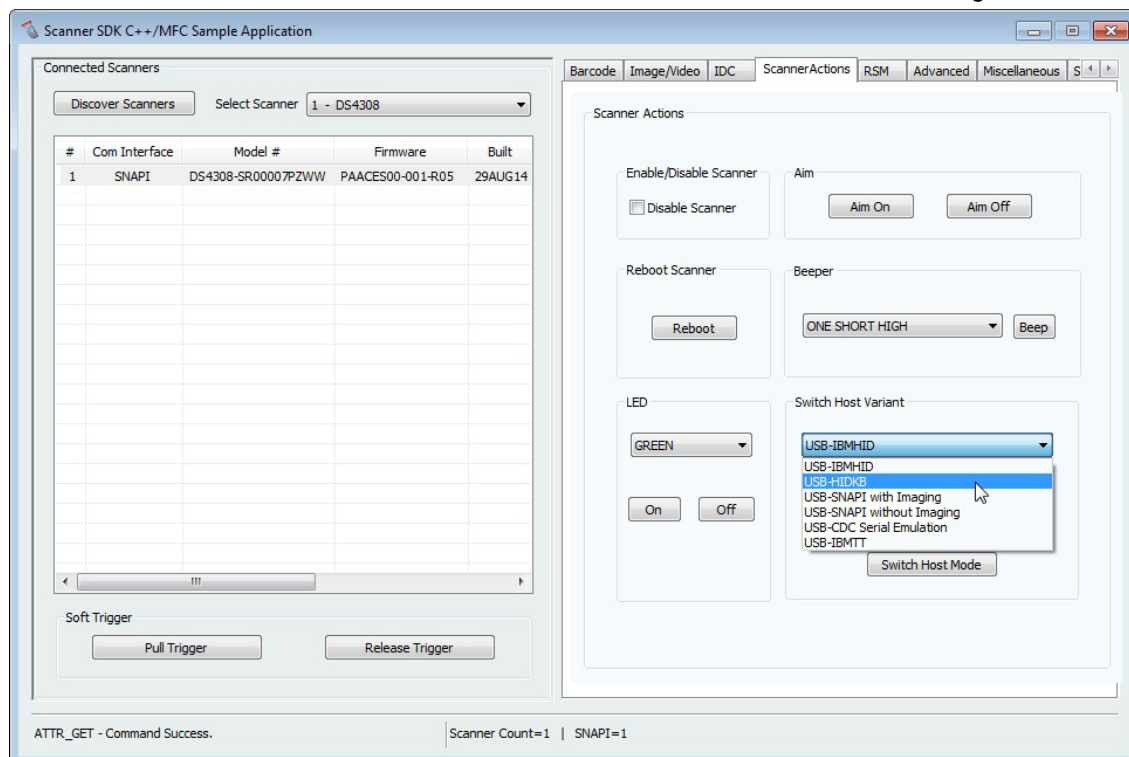 Scanner SDK C++/MFC Sample Application
Connected Scanners
Discover Scanners Select Scanner 1 - DS4308
# Com Interface Model # Firmware Built
1 SNAPI DS4308-SR00007PZWW PAACES00-001-R05 29AUG14
Soft Trigger
Pull Trigger Release Trigger
Barcode Image/Video IDC ScannerActions RSM Advanced Miscellaneous S
Scanner Actions
Enable/Disable Scanner
Disable Scanner
Aim
Aim On Aim Off
Reboot Scanner
Reboot
Beeper
ONE SHORT HIGH Beep
LED
GREEN
On Off
Switch Host Variant
USB-IBMHID
USB-IBMHID
USB-HIDKB
USB-SNAPI with Imaging
USB-SNAPI without Imaging
USB-CDC Serial Emulation
USB-IBMTT
Switch Host Mode
ATTR_GET - Command Success. Scanner Count=1 | SNAPI=1